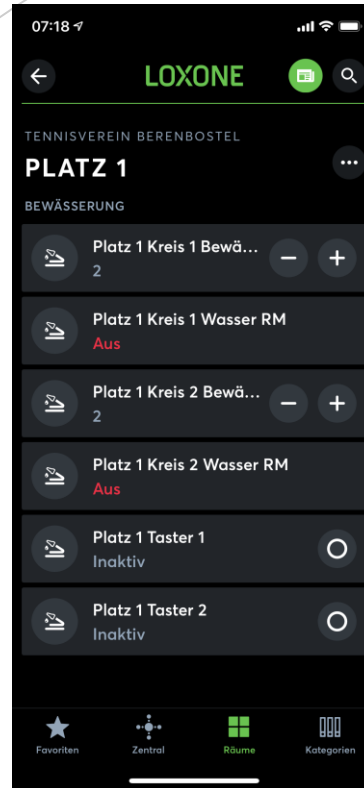 07:18
LOXONE
TENNISVEREIN BERENBOSTEL
PLATZ 1
BEWÄSSERUNG
Platz 1 Kreis 1 Bewä...
2
Platz 1 Kreis 1 Wasser RM
Aus
Platz 1 Kreis 2 Bewä...
2
Platz 1 Kreis 2 Wasser RM
Aus
Platz 1 Taster 1
Inaktiv
Platz 1 Taster 2
Inaktiv
Favoriten Zentral Räume Kategorien